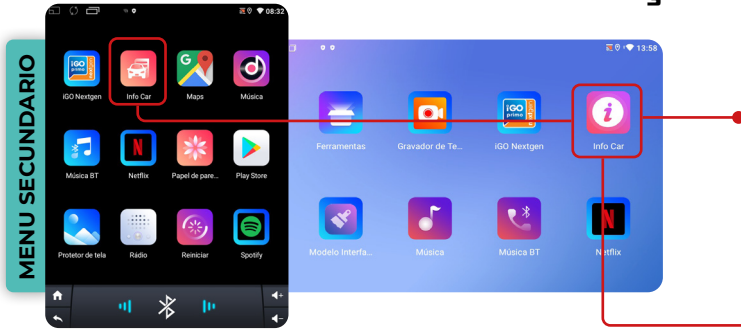 MENU SECUNDARIO
08:32
iGO
primo
iGO Nextgen
Info Car
Maps
Música
Música BT
Netflix
Papel de pare...
Play Store
Protetor de tela
Rádio
Reiniciar
Spotify
13:58
Ferramentas
Gravador de Te...
iGO
primo
iGO Nextgen
Info Car
Modelo Interfa...
Música
Música BT
Netflix